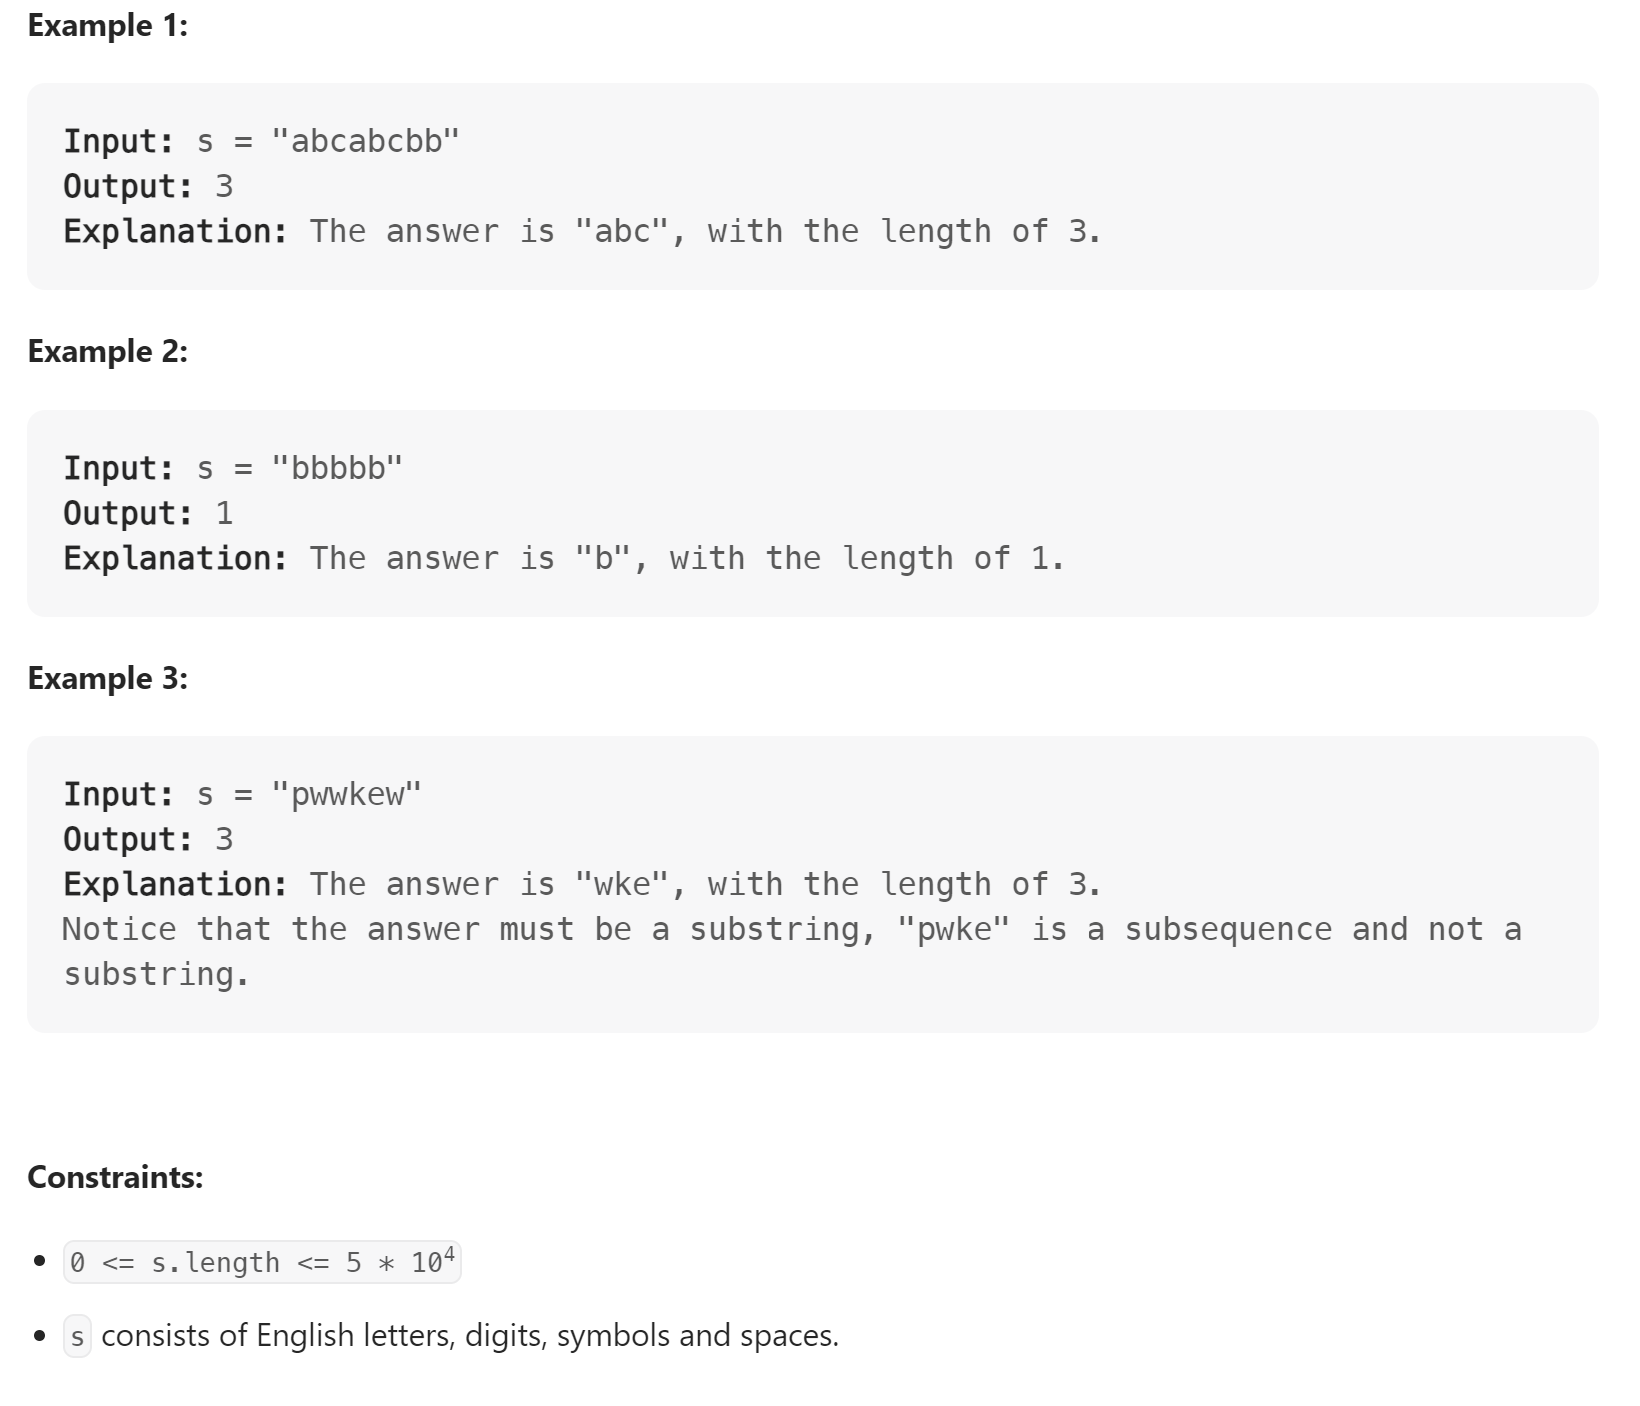 Example 1:
Input: s = "abcabcbb"
Output: 3
Explanation: The answer is "abc", with the length of 3.
Example 2:
Input: s = "bbbbb"
Output: 1
Explanation: The answer is "b", with the length of 1.
Example 3:
Input: s = "pwwkew"
Output: 3
Explanation: The answer is "wke", with the length of 3.
Notice that the answer must be a substring, "pwke" is a subsequence and not a
substring.
Constraints:
• 0 <= s.length <= 5 * 10⁴
• s consists of English letters, digits, symbols and spaces.